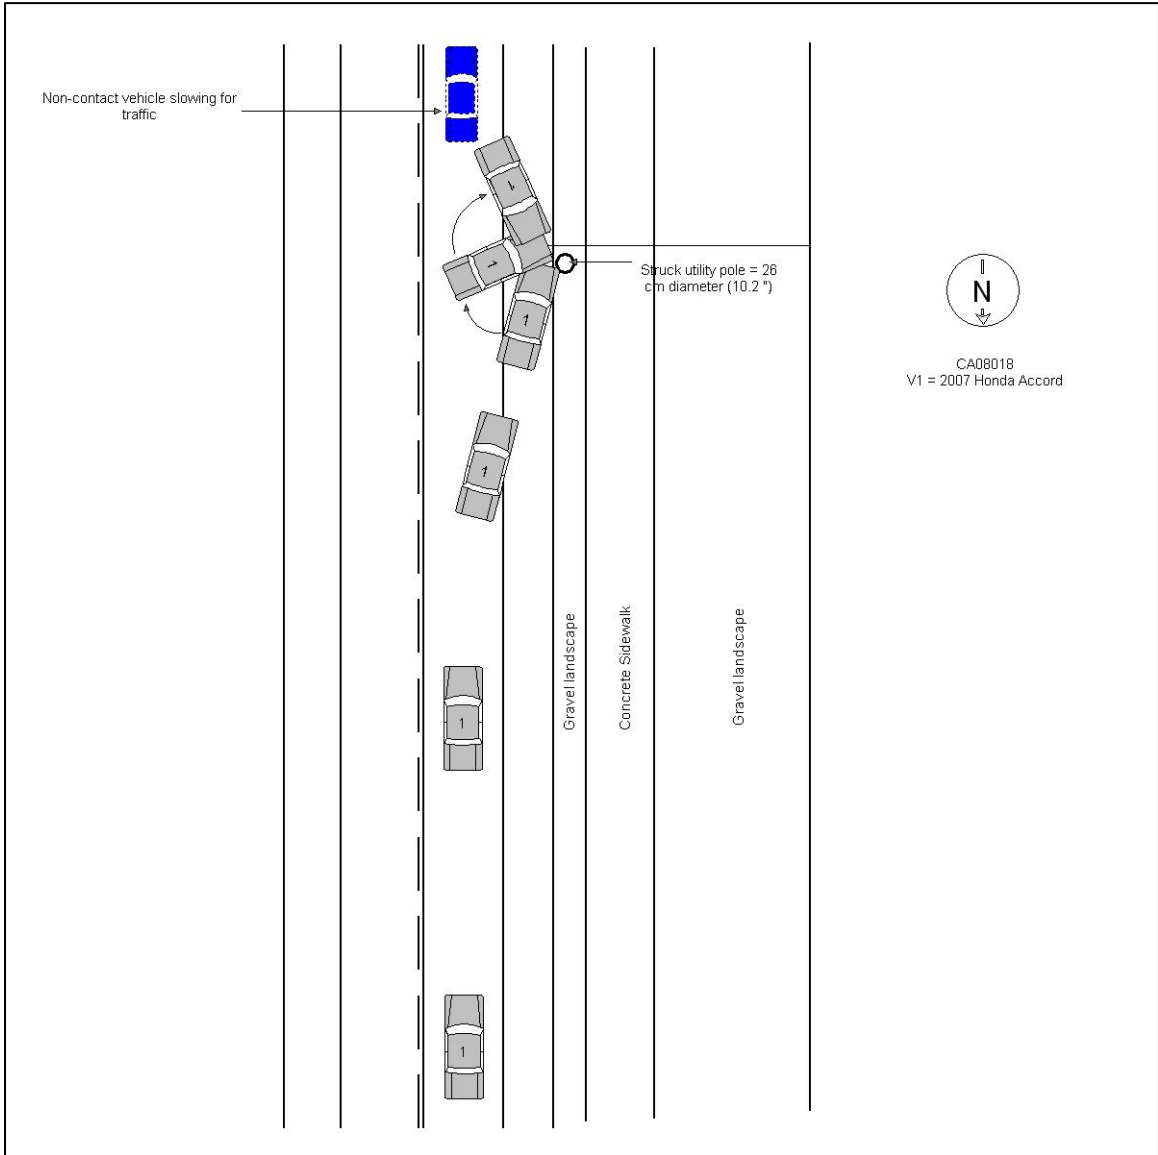 Non-contact vehicle slowing for
traffic
1
1
1
Struck utility pole = 26
cm diameter (10.2 ")
N
CA08018
V1 = 2007 Honda Accord
1
Gravel landscape
Concrete Sidewalk
Gravel landscape
1
1